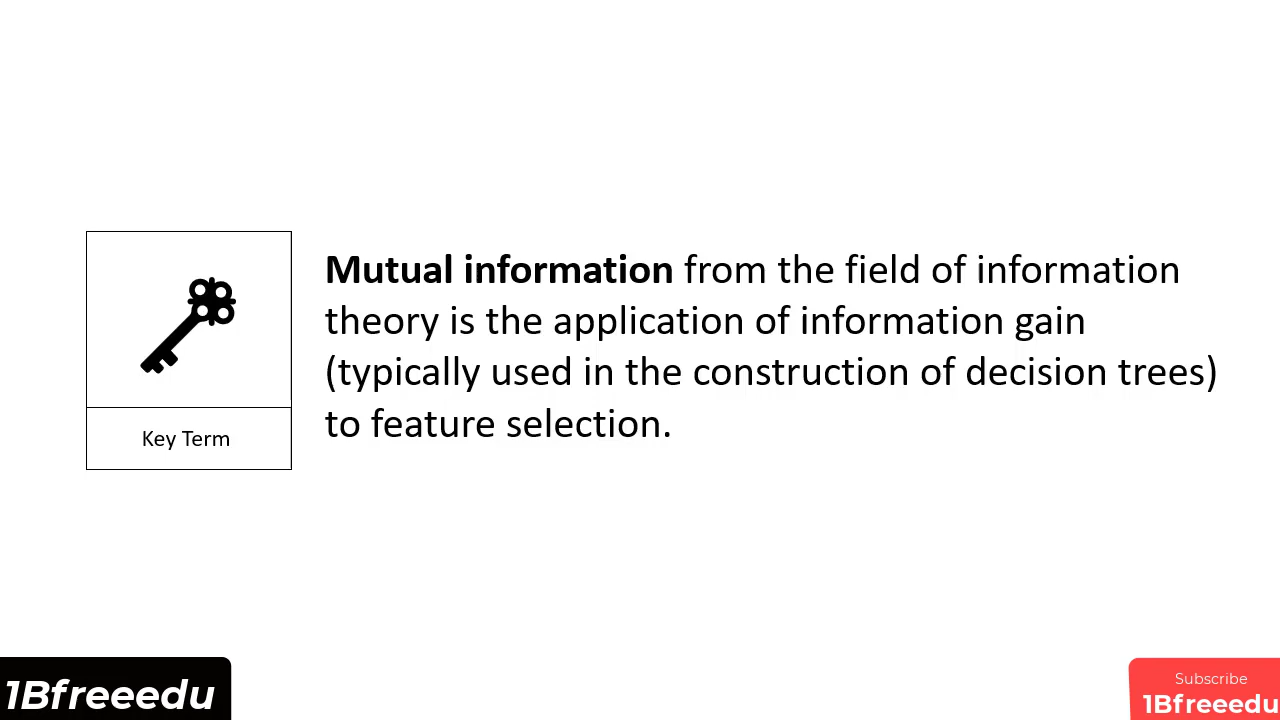 Mutual information from the field of information
theory is the application of information gain
(typically used in the construction of decision trees)
to feature selection.
Key Term
1Bfreeedu
Subscribe
1Bfreeedu